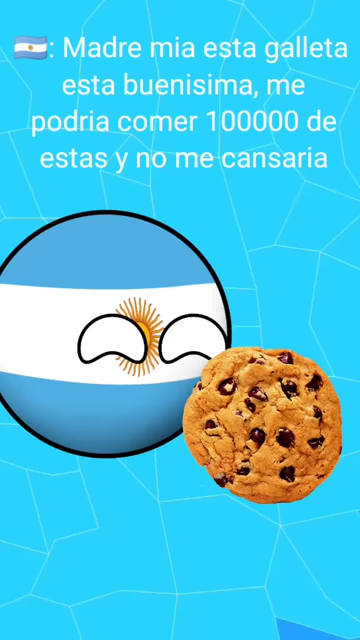 🇦🇷: Madre mia esta galleta
esta buenisima, me
podria comer 100000 de
estas y no me cansaria